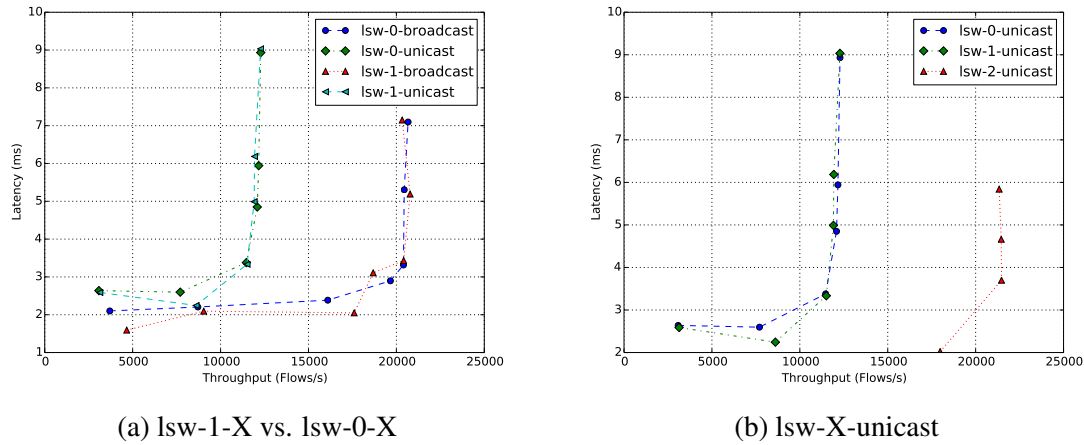 10
9
8
7
6
5
4
3
2
1
Latency (ms)
0 5000 10000 15000 20000 25000
Throughput (Flows/s)
lsw-0-broadcast
lsw-0-unicast
lsw-1-broadcast
lsw-1-unicast
(a) lsw-1-X vs. lsw-0-X
10
9
8
7
6
5
4
3
2
Latency (ms)
0 5000 10000 15000 20000 25000
Throughput (Flows/s)
lsw-0-unicast
lsw-1-unicast
lsw-2-unicast
(b) lsw-X-unicast